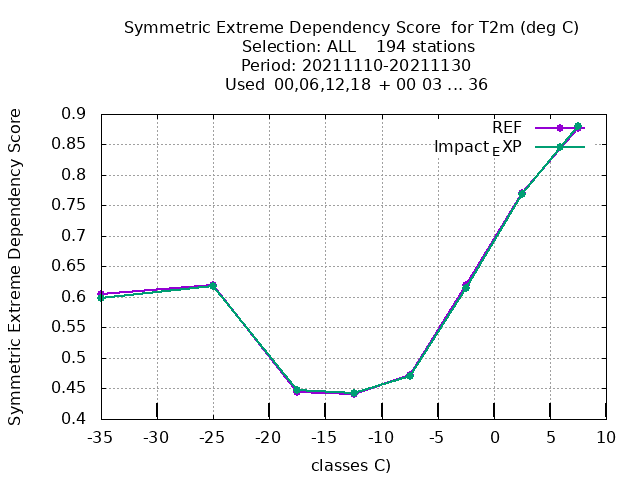 Symmetric Extreme Dependency Score  for T2m (deg C)
Selection: ALL    194 stations
Period: 20211110-20211130
Used  00,06,12,18  + 00 03 ... 36
Symmetric Extreme Dependency Score
0.9
0.85
0.8
0.75
0.7
0.65
0.6
0.55
0.5
0.45
0.4
REF
Impact_EXP
-35 -30 -25 -20 -15 -10 -5 0 5 10
classes C)